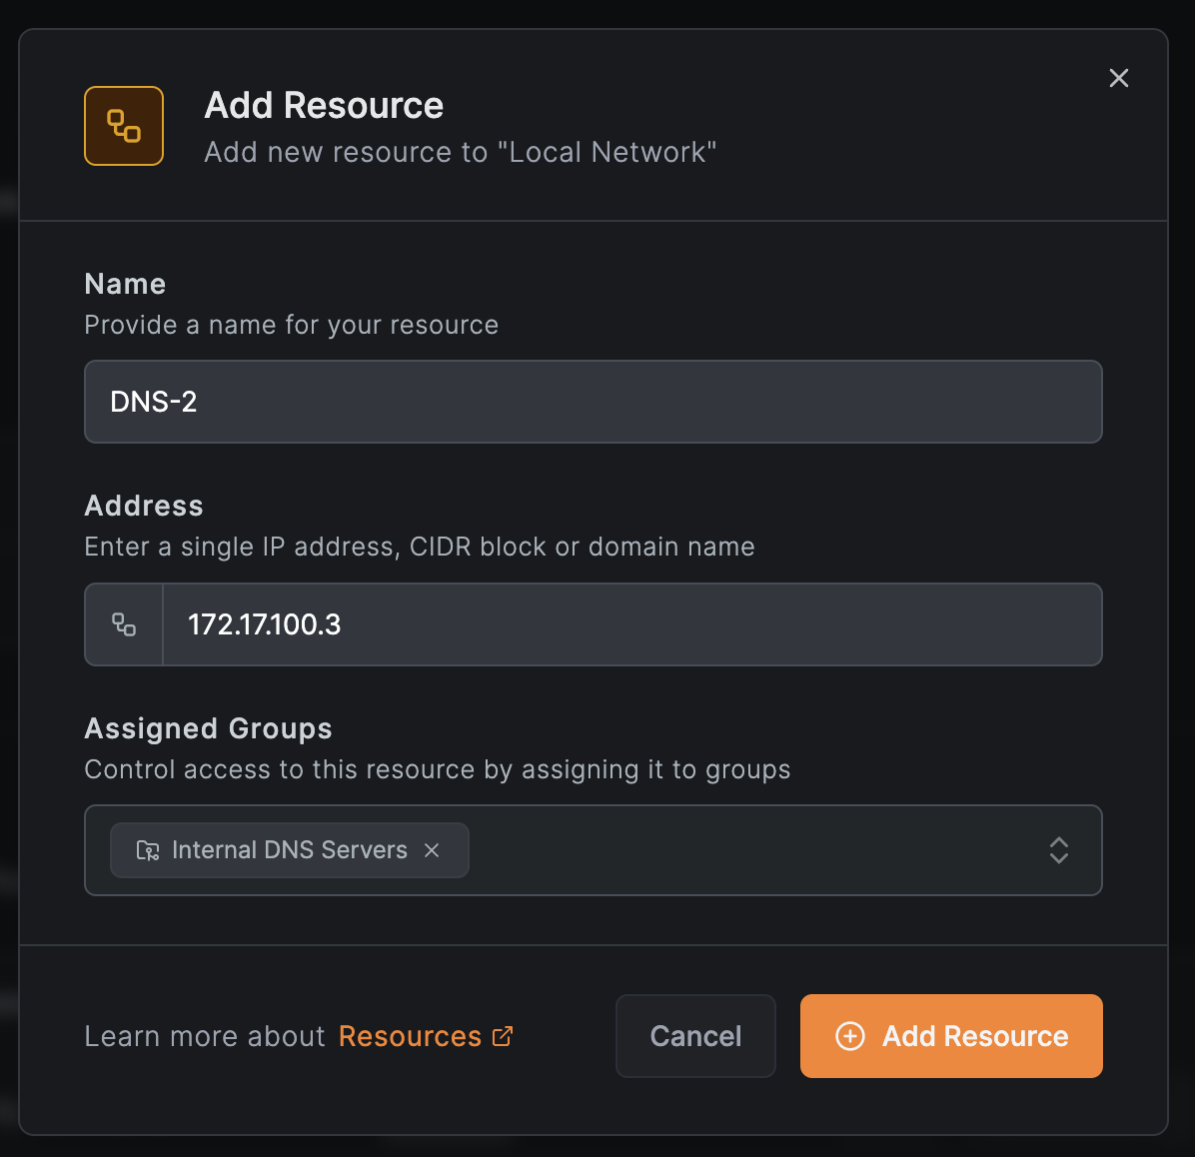 Add Resource
Add new resource to "Local Network"
Name
Provide a name for your resource
DNS-2
Address
Enter a single IP address, CIDR block or domain name
172.17.100.3
Assigned Groups
Control access to this resource by assigning it to groups
Internal DNS Servers
Learn more about Resources
Cancel
Add Resource